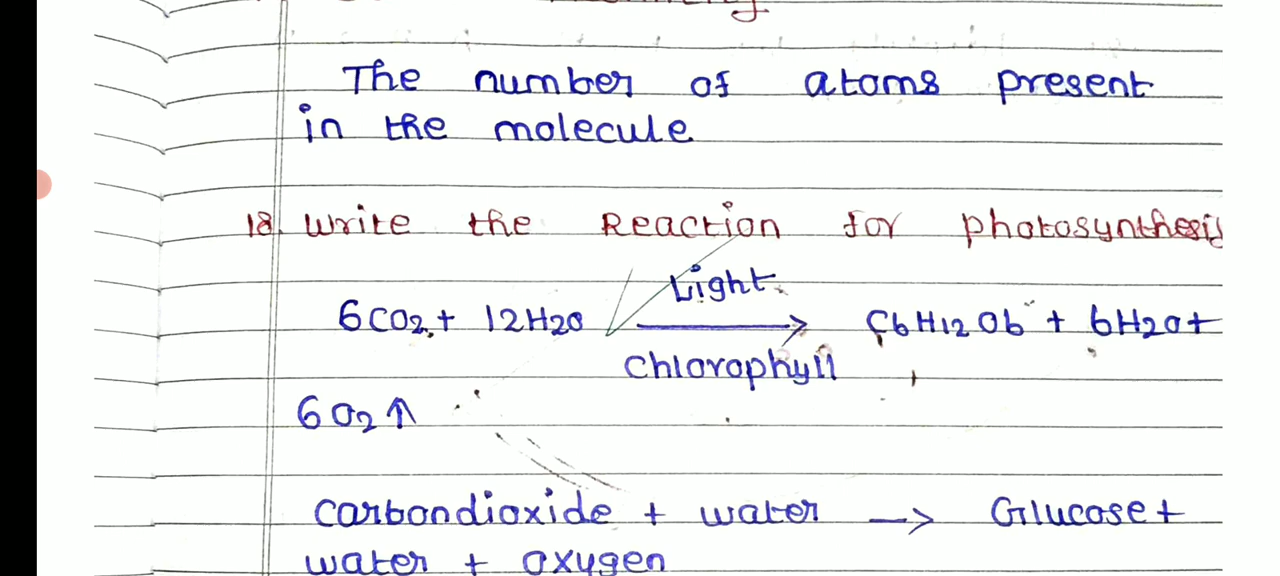 The number of atoms present
in the molecule
18. Write the Reaction for photosynthesis
Light
6CO2 + 12H2O → C6H12O6 + 6H2O +
Chlorophyll
6O2↑
carbondioxide + water → Glucose +
water + oxygen